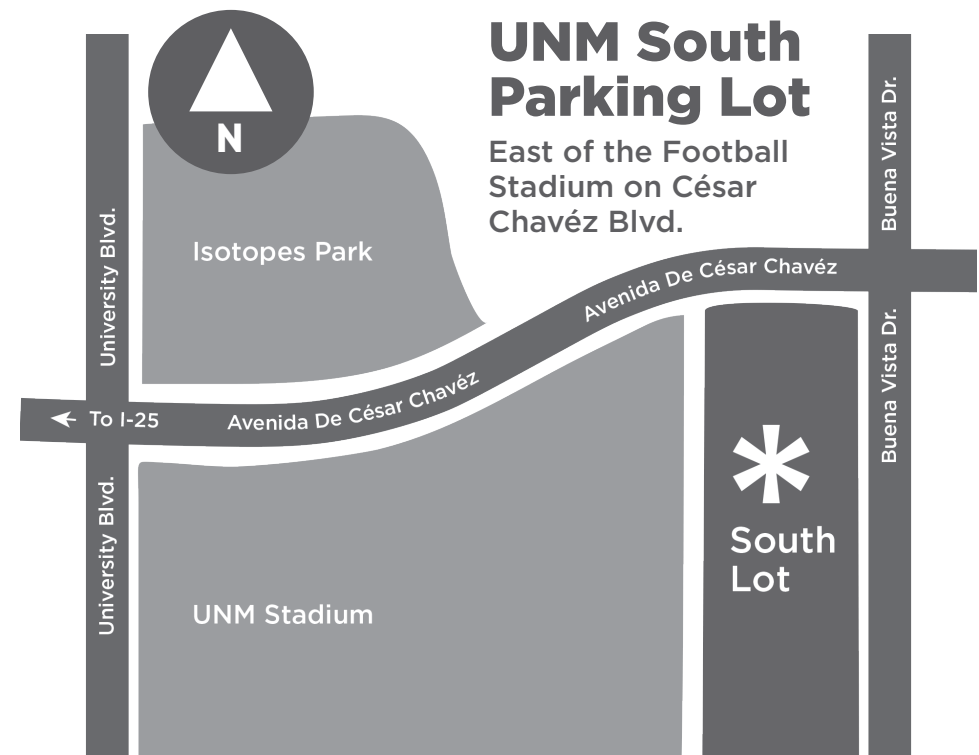 UNM South
Parking Lot
East of the Football
Stadium on César
Chavéz Blvd.
N
Buena Vista Dr.
University Blvd.
Isotopes Park
Avenida De César Chavéz
Buena Vista Dr.
Avenida De César Chavéz
To I-25
University Blvd.
South
Lot
UNM Stadium